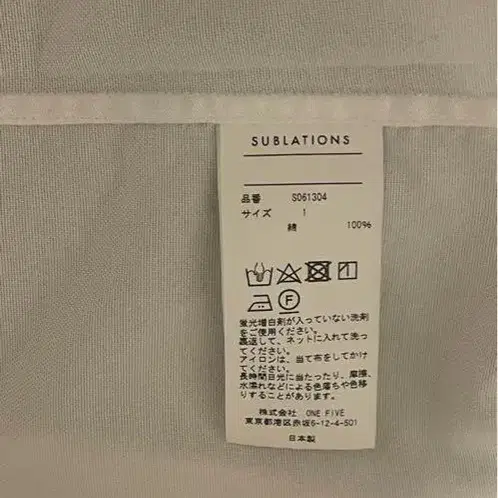 SUBLATIONS
品番 S061304
サイズ 1
綿 100%
F
蛍光増白剤が入っていない洗剤
をご使用ください。
裏返して、ネットに入れて洗っ
てください。
アイロンは、当て布をしてかけ
てください。
長時間日光に当たったり、摩擦、
水濡れなどによる色落ちや色移
りすることがあります。
株式会社 ONE FIVE
東京都港区赤坂6-12-4-501
日本製